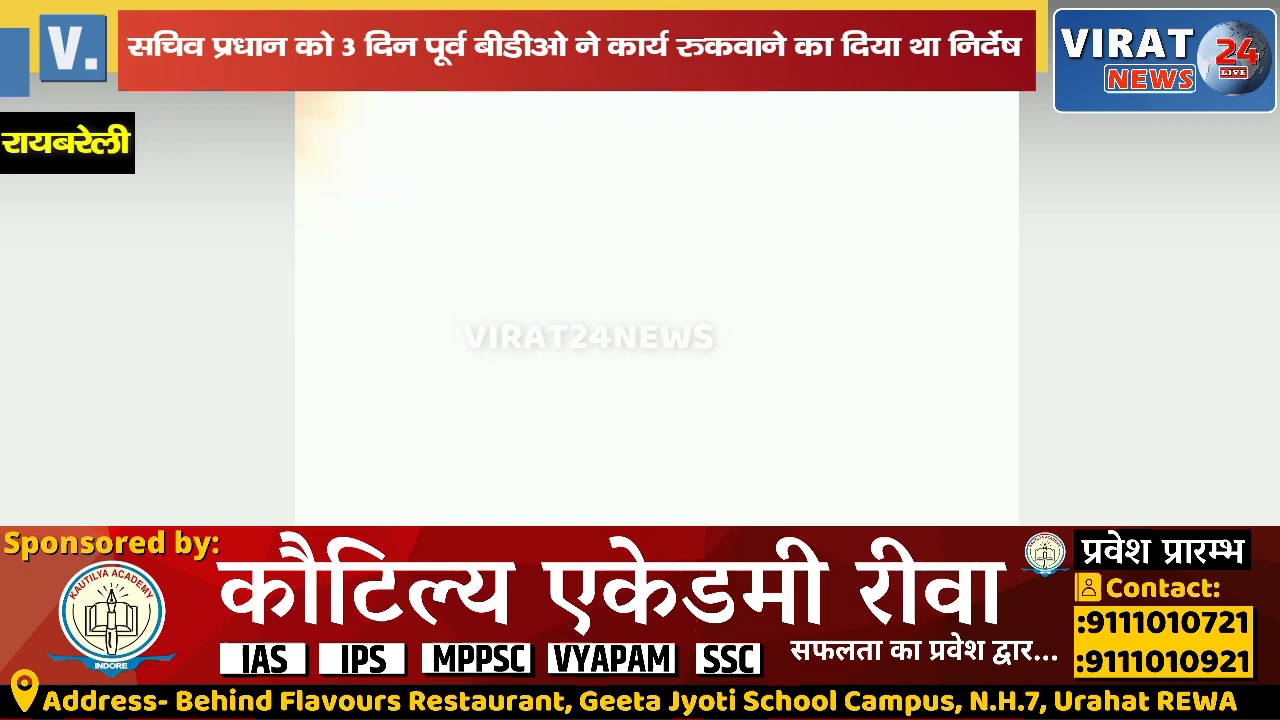 V.
सचिव प्रधान को 3 दिन पूर्व बीडीओ ने कार्य रुकवाने का दिया था निर्देष
VIRAT 24
NEWS LIVE
रायबरेली
VIRAT24NEWS
Sponsored by:
KAUTILYA ACADEMY
INDORE
कौटिल्य एकेडमी रीवा
IAS IPS MPPSC VYAPAM SSC
सफलता का प्रवेश द्वार...
प्रवेश प्रारम्भ
Contact:
:9111010721
:9111010921
Address- Behind Flavours Restaurant, Geeta Jyoti School Campus, N.H.7, Urahat REWA